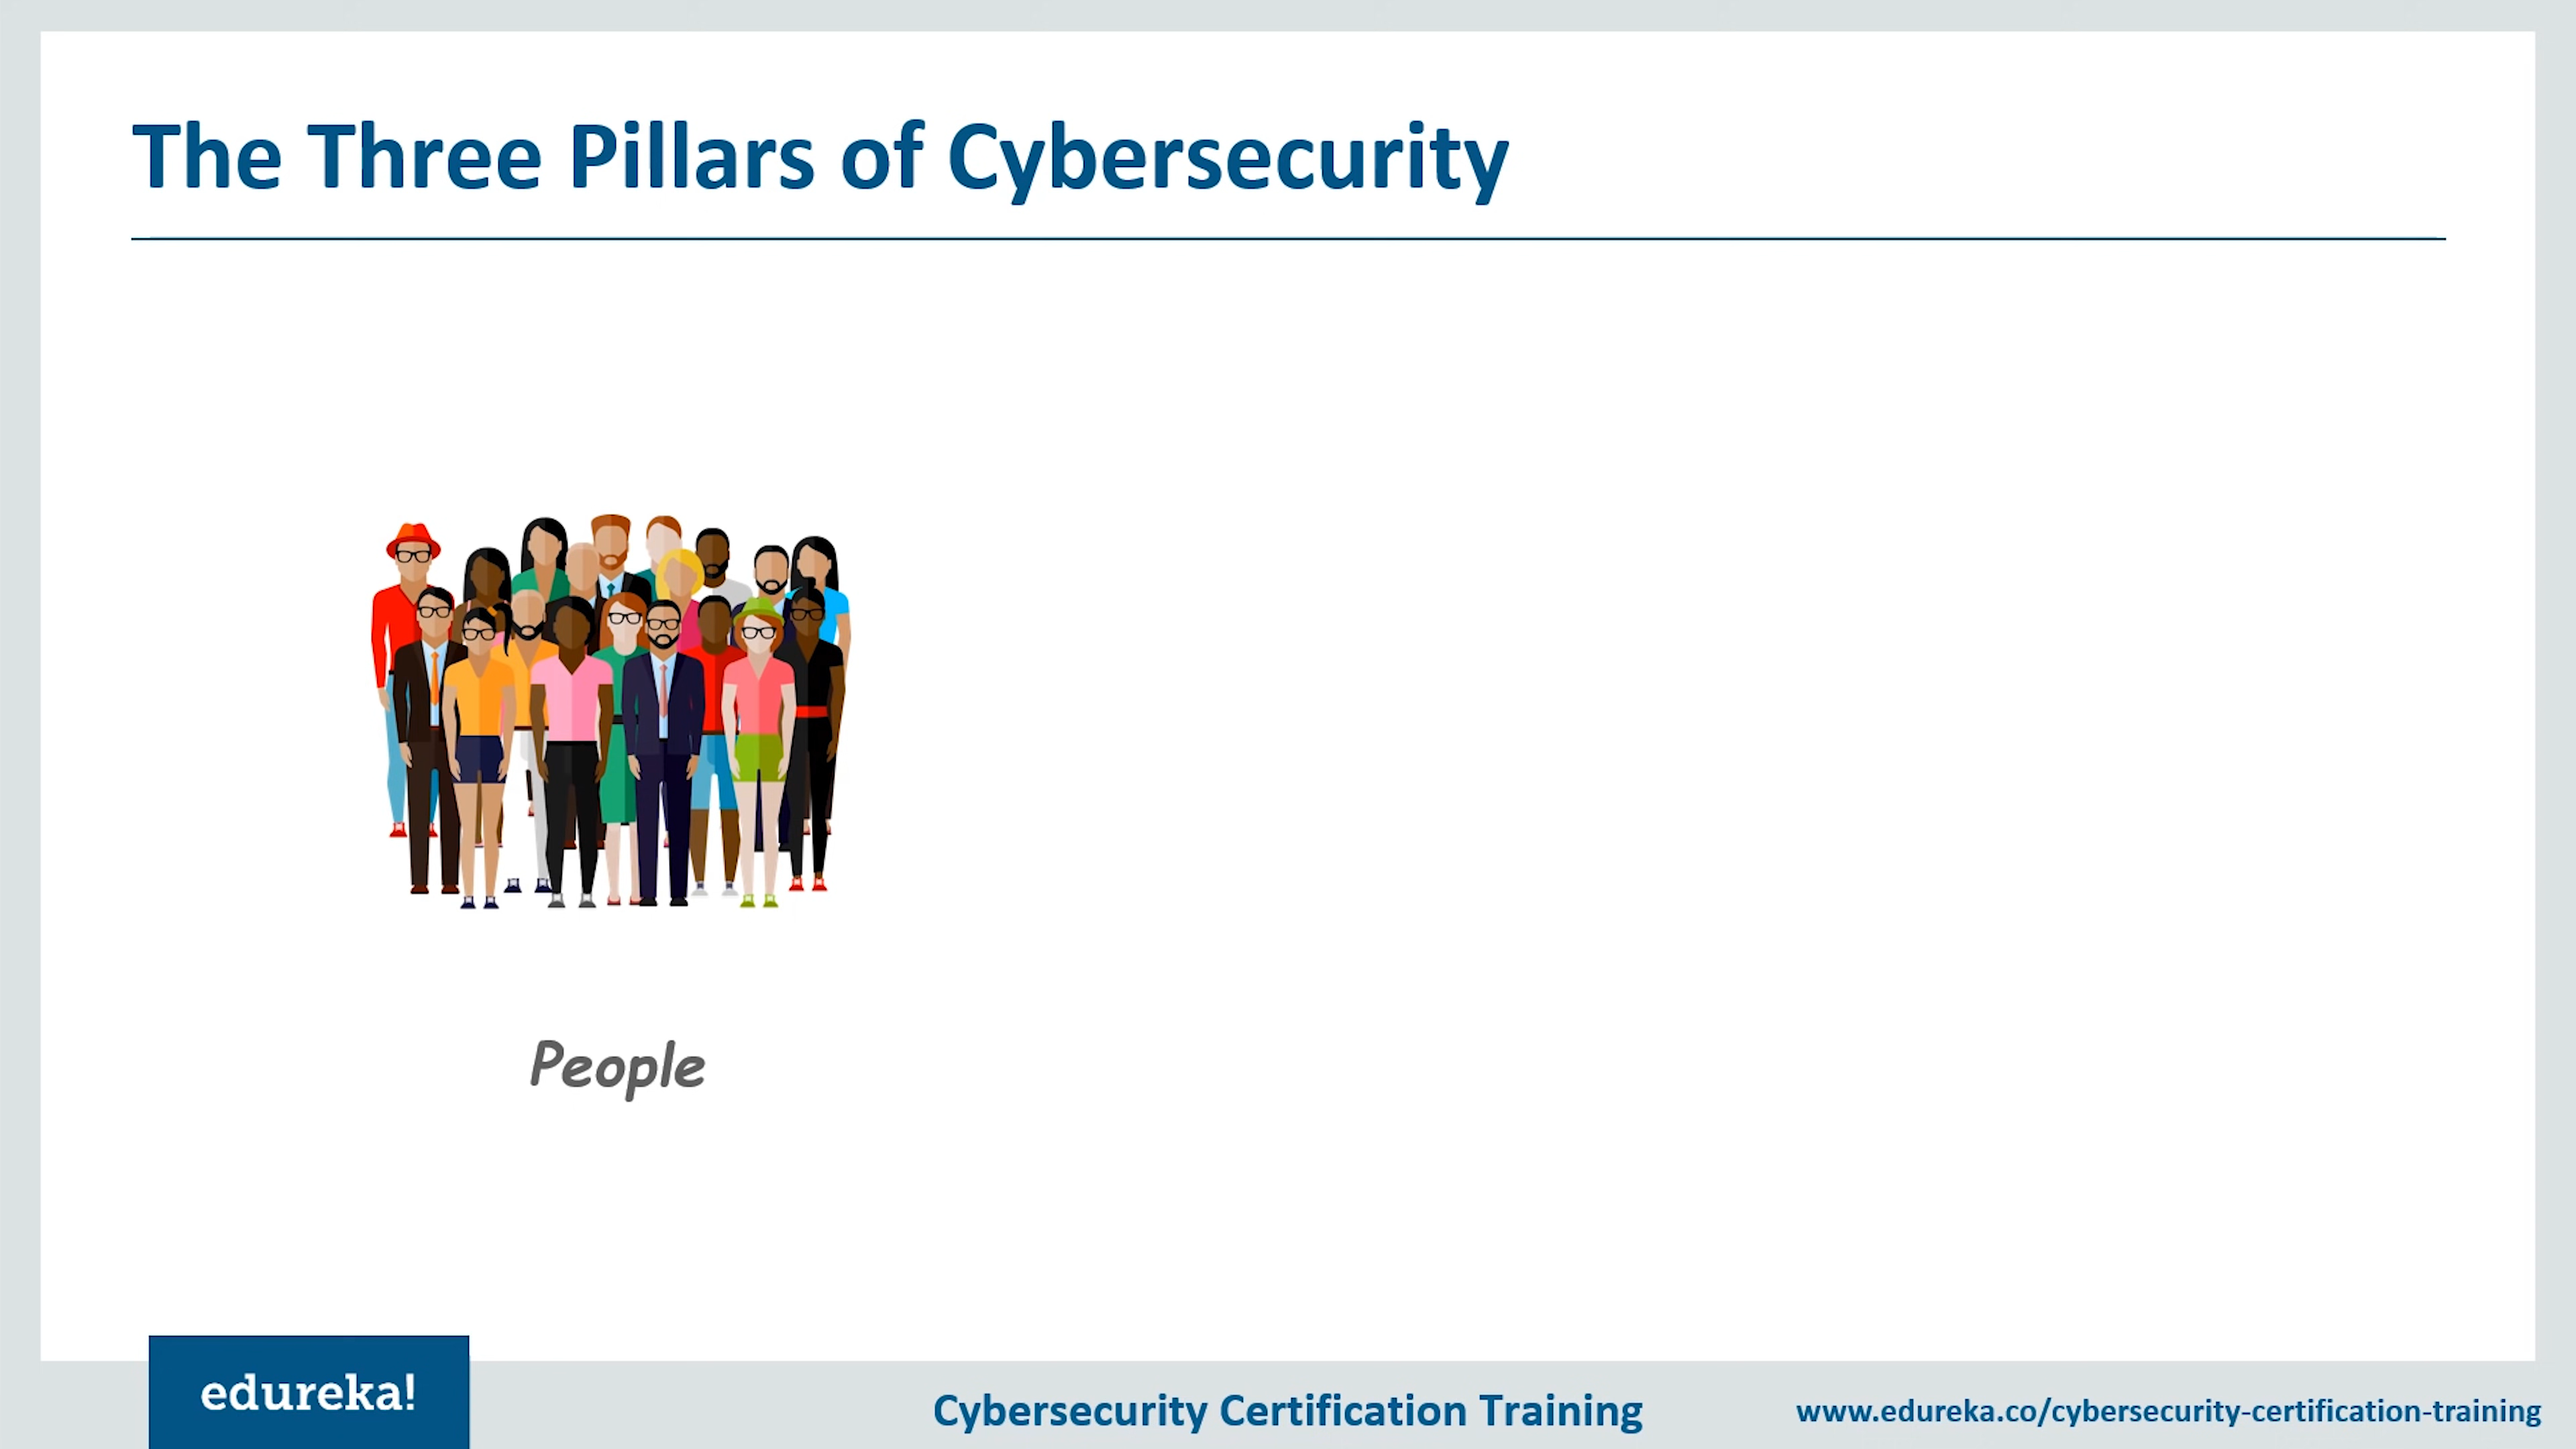 The Three Pillars of Cybersecurity
People
edureka!
Cybersecurity Certification Training
www.edureka.co/cybersecurity-certification-training